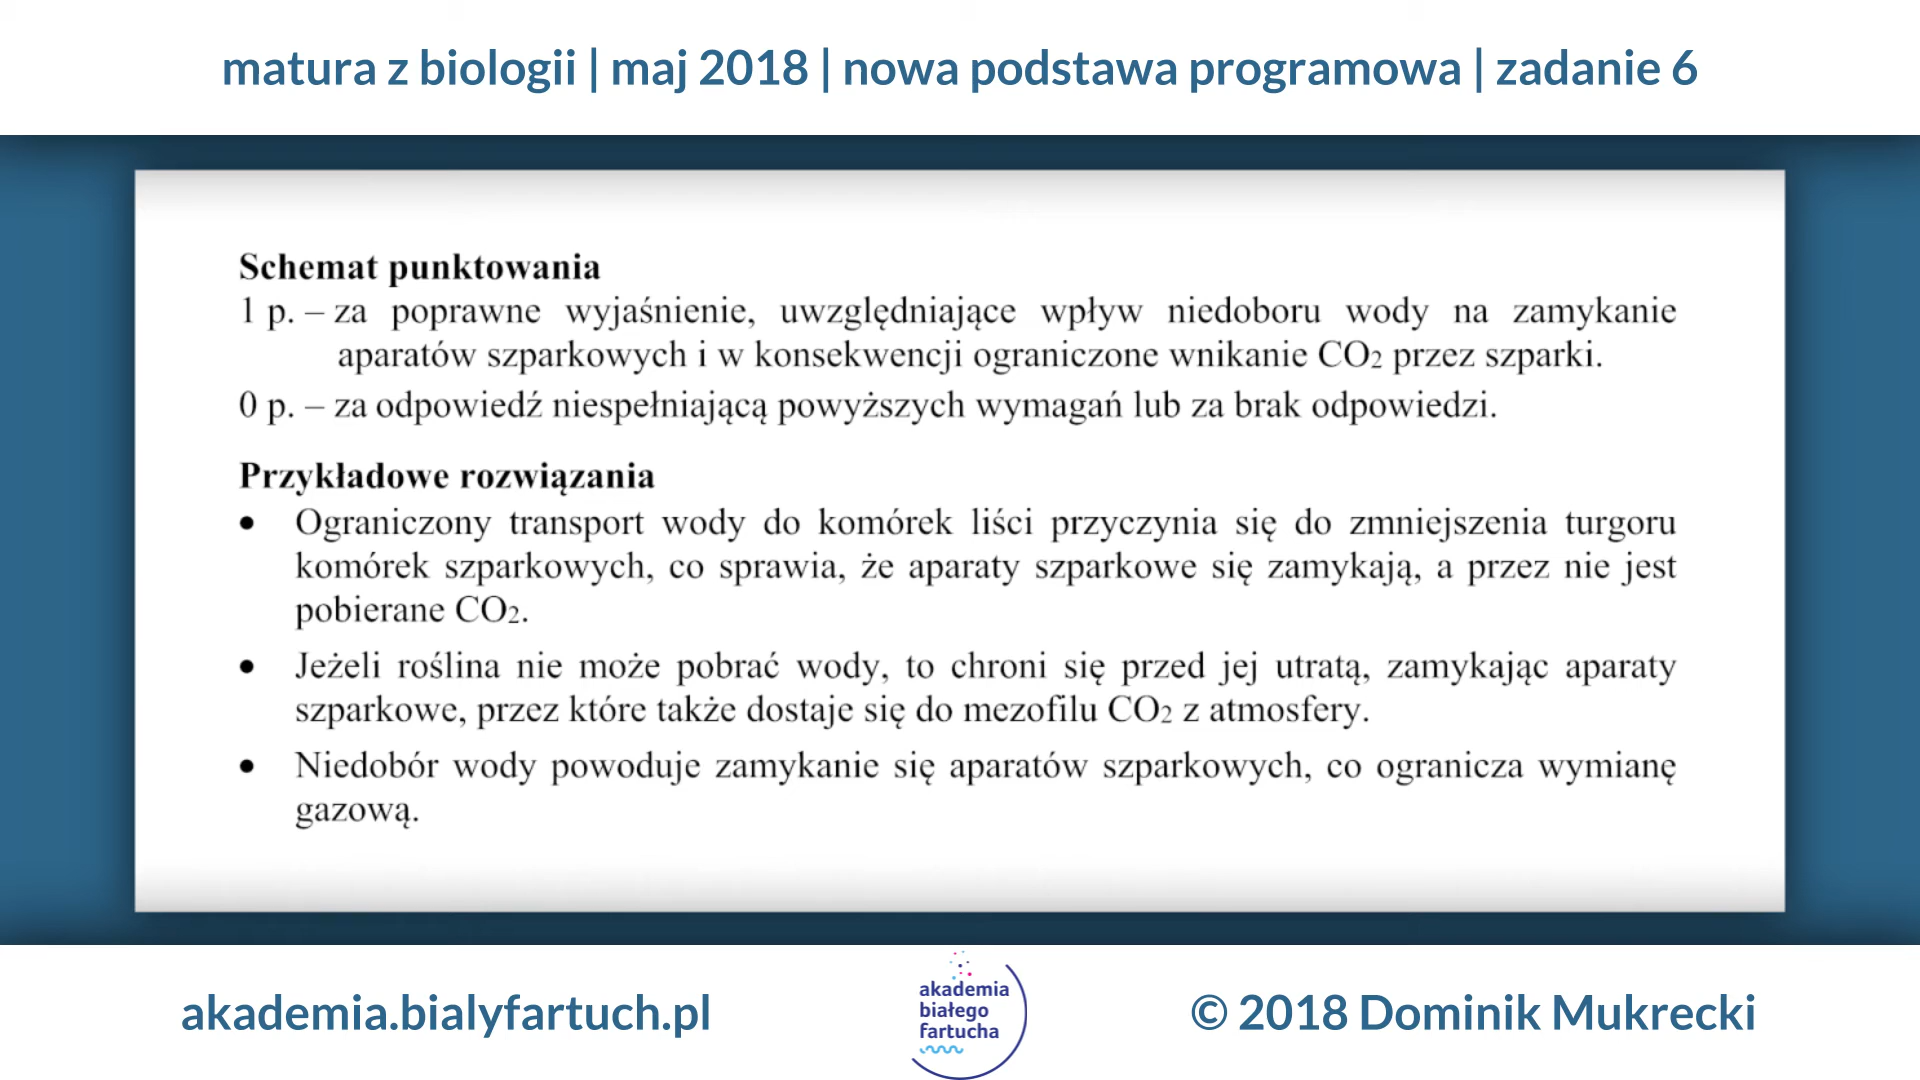 matura z biologii | maj 2018 | nowa podstawa programowa | zadanie 6
Schemat punktowania
1 p. – za poprawne wyjaśnienie, uwzględniające wpływ niedoboru wody na zamykanie
aparatów szparkowych i w konsekwencji ograniczone wnikanie CO₂ przez szparki.
0 p. – za odpowiedź niespełniającą powyższych wymagań lub za brak odpowiedzi.
Przykładowe rozwiązania
• Ograniczony transport wody do komórek liści przyczynia się do zmniejszenia turgoru
komórek szparkowych, co sprawia, że aparaty szparkowe się zamykają, a przez nie jest
pobierane CO₂.
• Jeżeli roślina nie może pobrać wody, to chroni się przed jej utratą, zamykając aparaty
szparkowe, przez które także dostaje się do mezofilu CO₂ z atmosfery.
• Niedobór wody powoduje zamykanie się aparatów szparkowych, co ogranicza wymianę
gazową.
akademia.bialyfartuch.pl
akademia
białego
fartucha
© 2018 Dominik Mukrecki